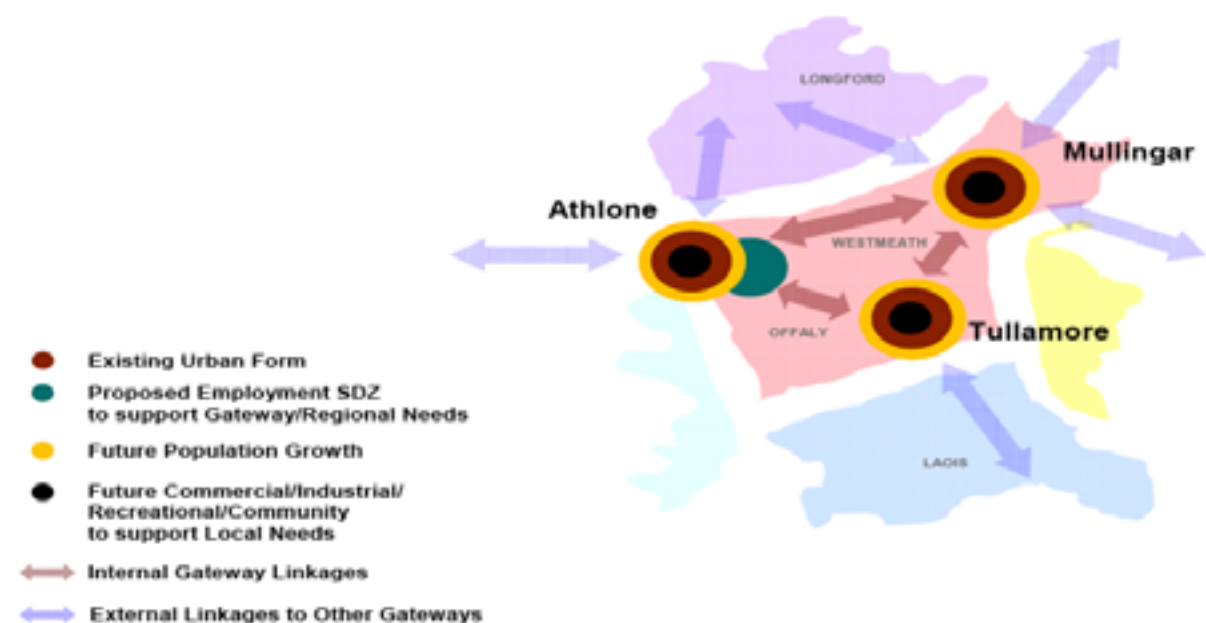 LONGFORD
Mullingar
Athlone
WESTMEATH
OFFALY
Tullamore
LAOIS
Existing Urban Form
Proposed Employment SDZ
to support Gateway/Regional Needs
Future Population Growth
Future Commercial/Industrial/
Recreational/Community
to support Local Needs
Internal Gateway Linkages
External Linkages to Other Gateways